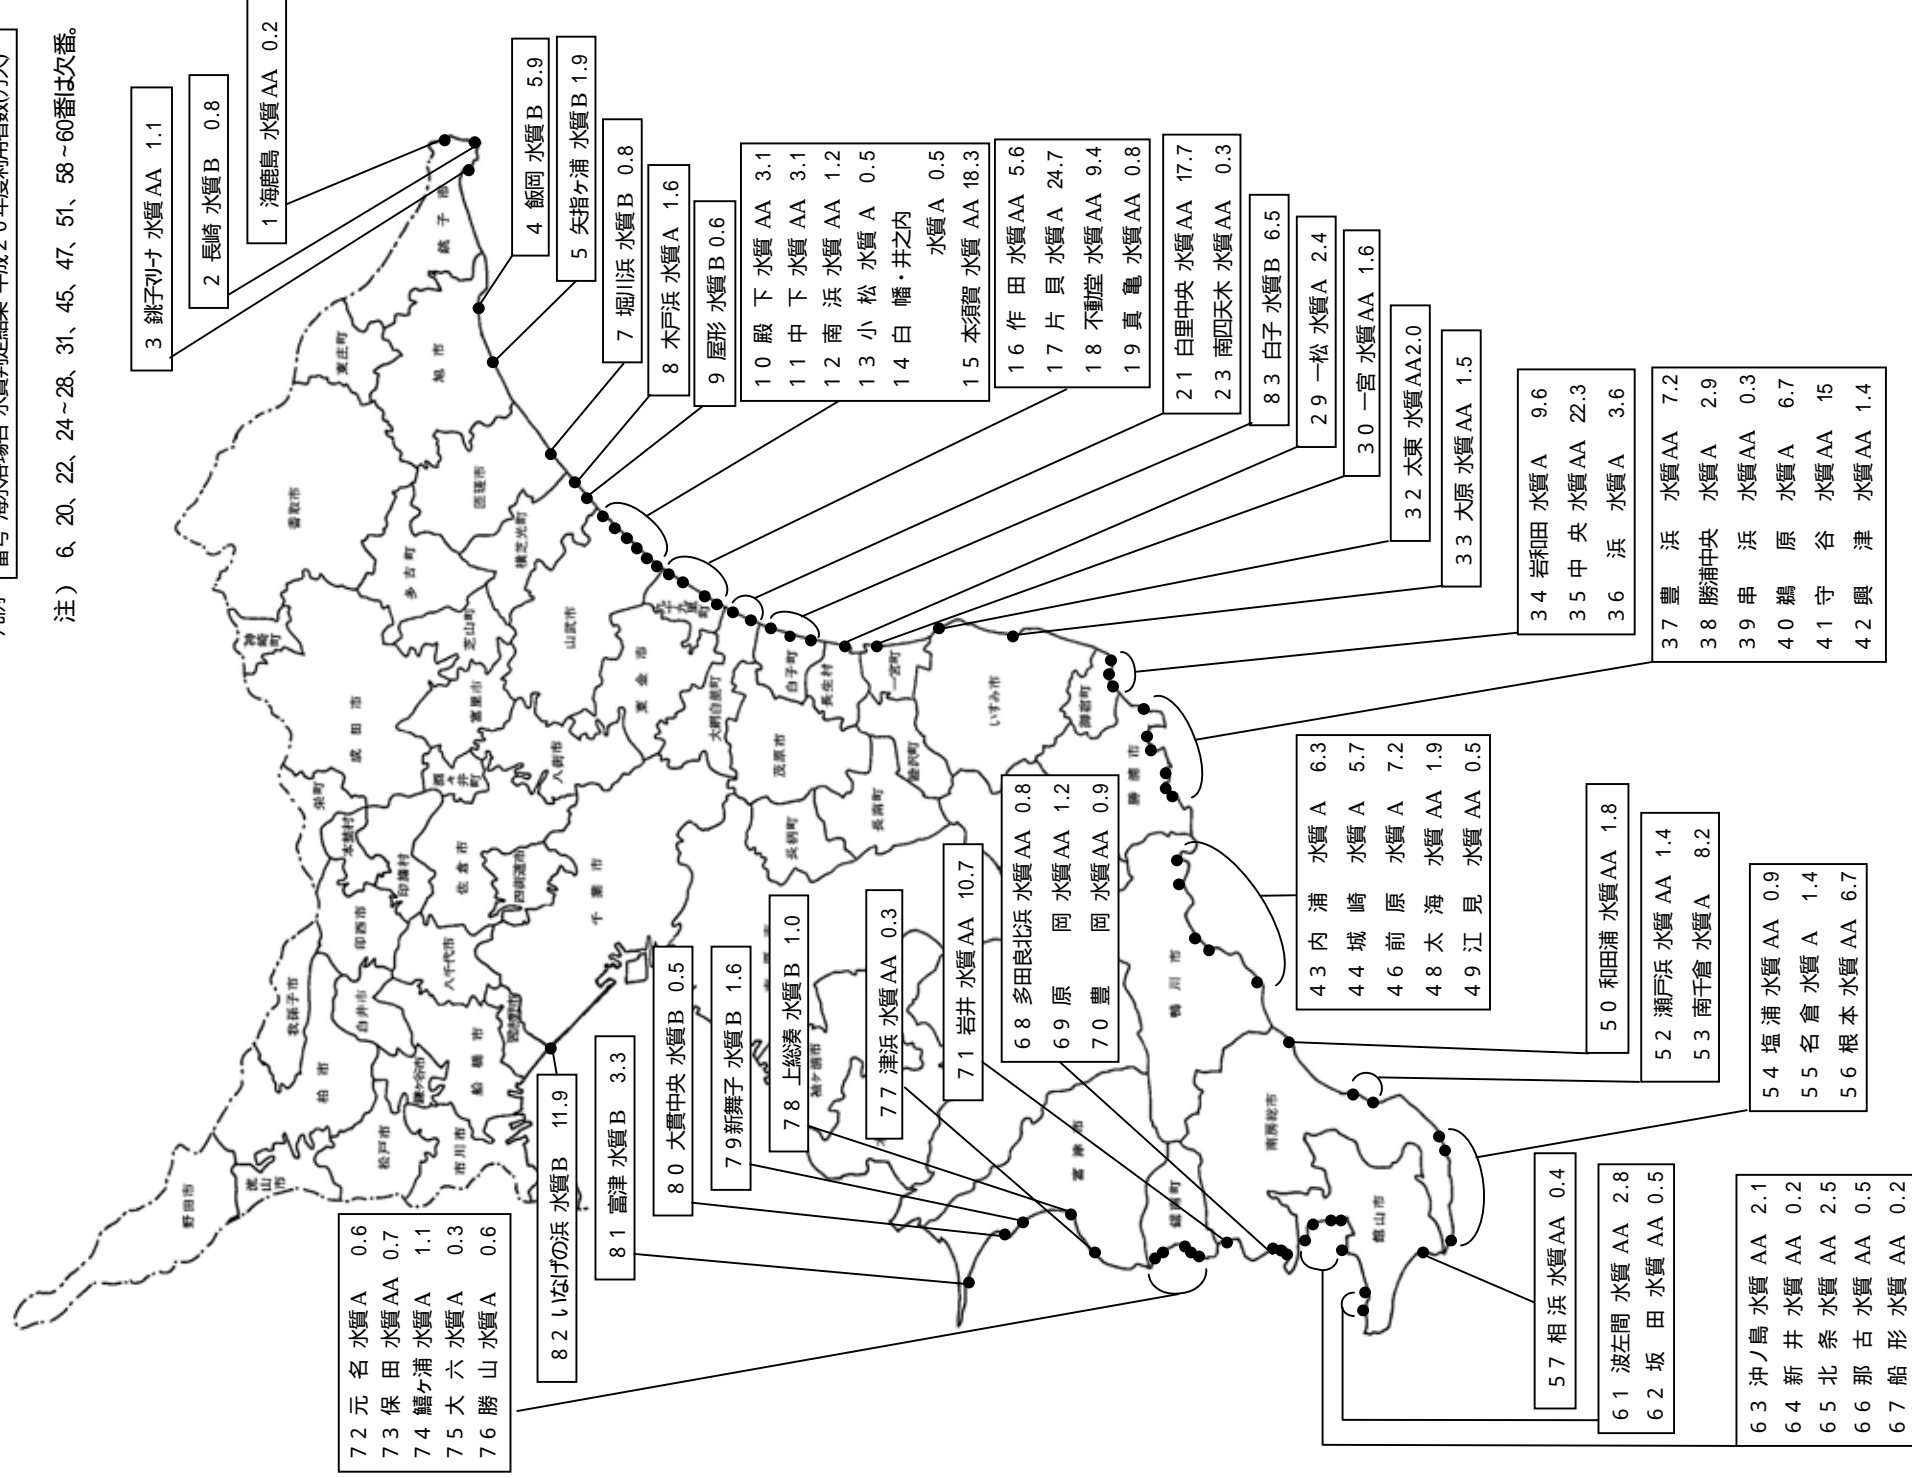 注） 6、20、22、24～28、31、45、47、51、58～60番は欠番。
3 銚子マリーナ 水質AA 1.1
2 長崎 水質B 0.8
1 海鹿島 水質AA 0.2
4 飯岡 水質B 5.9
5 矢指ヶ浦 水質B 1.9
7 堀川浜 水質B 0.8
8 木戸浜 水質A 1.6
9 屋形 水質B 0.6
10 殿下 水質AA 3.1
11 中下 水質AA 3.1
12 南浜 水質AA 1.2
13 小松 水質A 0.5
14 白幡・井之内
水質A 0.5
15 本須賀 水質AA 18.3
16 作田 水質AA 5.6
17 片貝 水質A 24.7
18 不動堂 水質AA 9.4
19 真亀 水質AA 0.8
21 白里中央 水質AA 17.7
23 南四天木 水質AA 0.3
83 白子 水質B 6.5
29 一松 水質A 2.4
30 一宮 水質AA 1.6
32 太東 水質AA2.0
33 大原 水質AA 1.5
34 岩和田 水質A 9.6
35 中央 水質AA 22.3
36 浜 水質A 3.6
37 豊浜 水質AA 7.2
38 勝浦中央 水質A 2.9
39 串浜 水質AA 0.3
40 鵜原 水質A 6.7
41 守谷 水質AA 15
42 興津 水質AA 1.4
43 内浦 水質A 6.3
44 城崎 水質A 5.7
46 前原 水質A 7.2
48 太海 水質AA 1.9
49 江見 水質AA 0.5
50 和田浦 水質AA 1.8
52 瀬戸浜 水質AA 1.4
53 南千倉 水質A 8.2
54 塩浦 水質AA 0.9
55 名倉 水質A 1.4
56 根本 水質AA 6.7
57 相浜 水質AA 0.4
61 波左間 水質AA 2.8
62 坂田 水質AA 0.5
63 沖ノ島 水質AA 2.1
64 新井 水質AA 0.2
65 北条 水質AA 2.5
66 那古 水質AA 0.5
67 船形 水質AA 0.2
68 多田良北浜 水質AA 0.8
69 原岡 水質AA 1.2
70 豊岡 水質AA 0.9
71 岩井 水質AA 10.7
72 元名 水質A 0.6
73 保田 水質AA 0.7
74 鱚ヶ浦 水質A 1.1
75 大六 水質A 0.3
76 勝山 水質A 0.6
77 津浜 水質AA 0.3
78 上総湊 水質B 1.0
79 新舞子 水質B 1.6
80 大貫中央 水質B 0.5
81 富津 水質B 3.3
82 いなげの浜 水質B 11.9
銚子市
東庄町
旭市
香取市
匝瑳市
多古町
横芝光町
神崎町
芝山町
山武市
九十九里町
成田市
富里市
東金市
大網白里町
白子町
長生村
一宮町
いすみ市
御宿町
勝浦市
栄町
酒々井町
八街市
茂原市
睦沢町
長柄町
長南町
本埜村
印旛村
佐倉市
四街道市
千葉市
印西市
八千代市
我孫子市
白井市
柏市
鎌ケ谷市
船橋市
松戸市
市川市
流山市
野田市
袖ケ浦市
鴨川市
富津市
鋸南町
南房総市
館山市